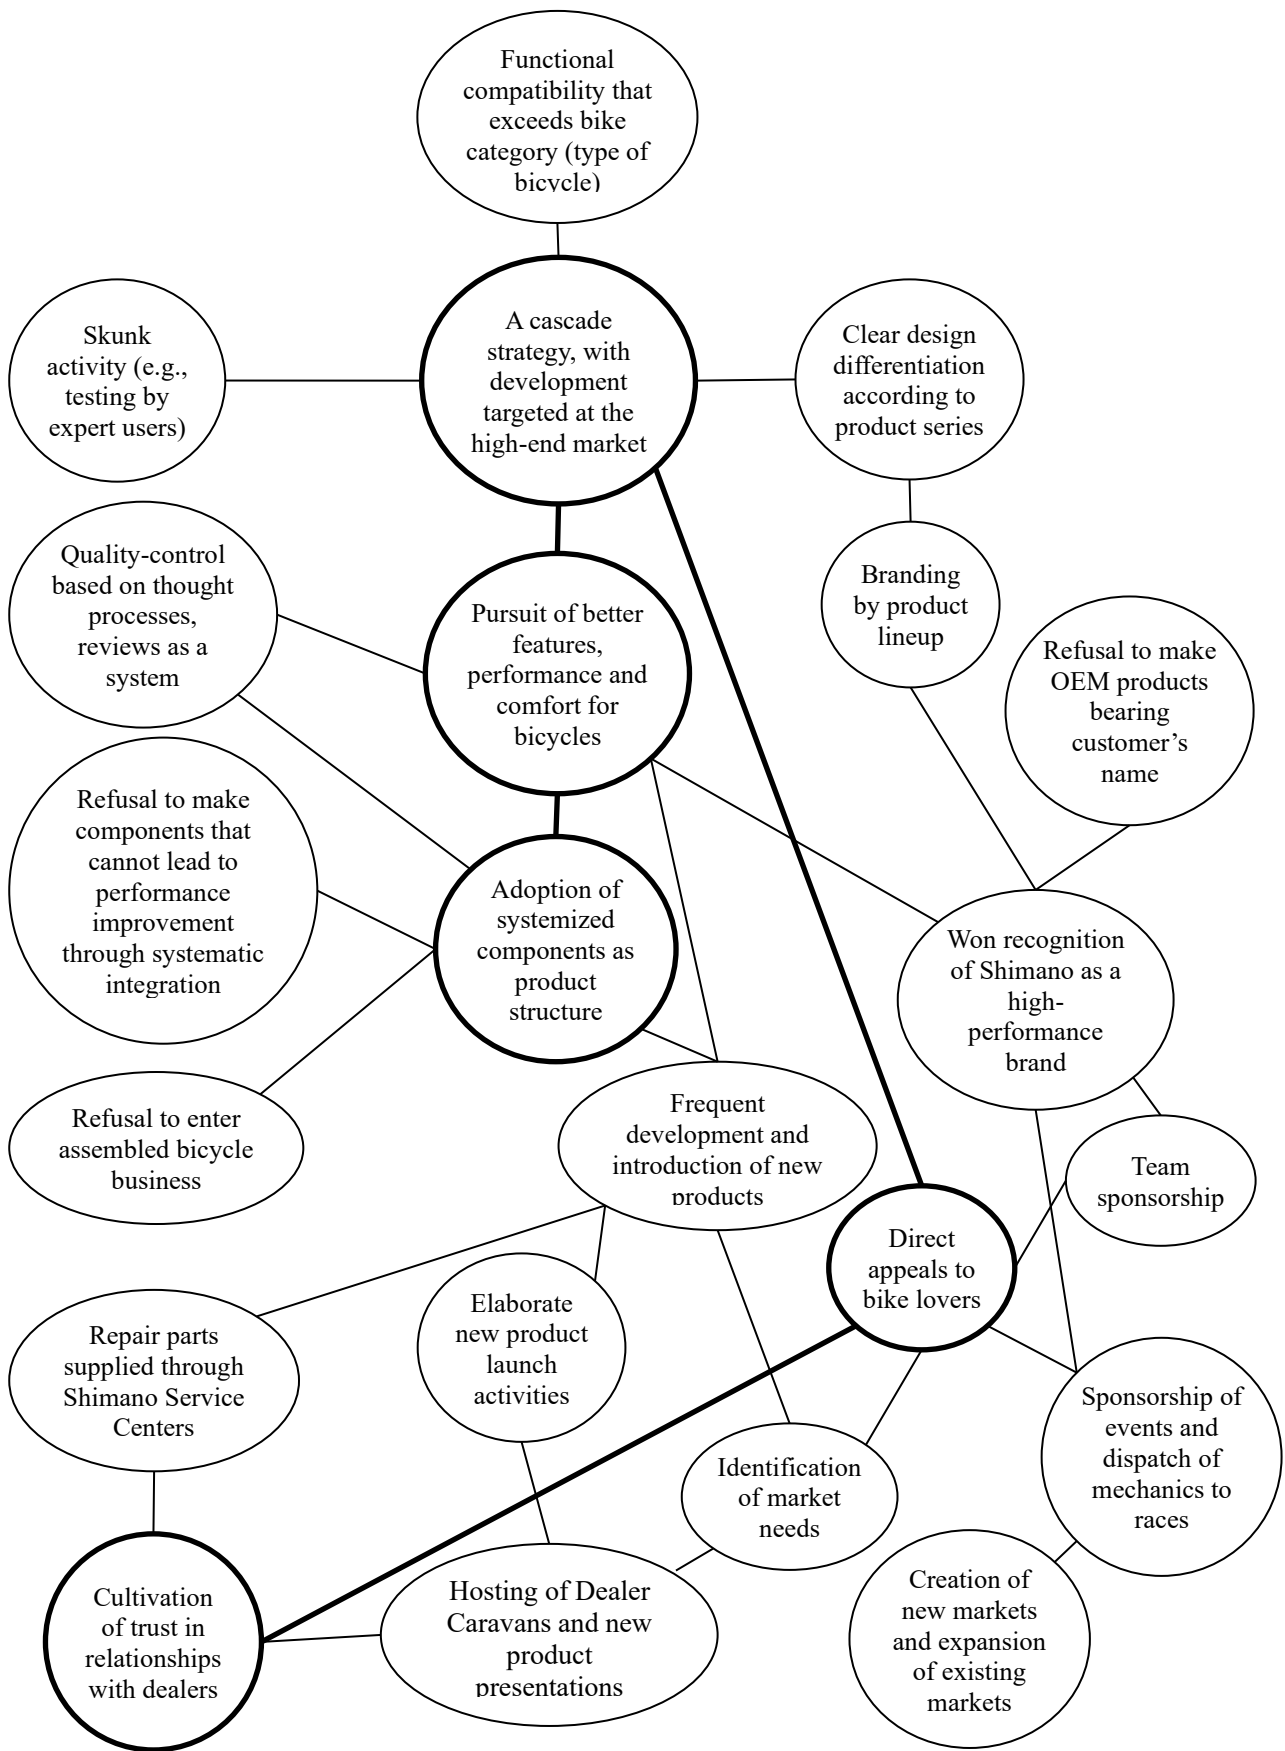 Functional
compatibility that
exceeds bike
category (type of
bicycle)
Skunk
activity (e.g.,
testing by
expert users)
A cascade
strategy, with
development
targeted at the
high-end market
Clear design
differentiation
according to
product series
Quality-control
based on thought
processes,
reviews as a
system
Pursuit of better
features,
performance and
comfort for
bicycles
Branding
by product
lineup
Refusal to make
OEM products
bearing
customer’s
name
Refusal to make
components that
cannot lead to
performance
improvement
through systematic
integration
Adoption of
systemized
components as
product
structure
Won recognition
of Shimano as a
high-
performance
brand
Refusal to enter
assembled bicycle
business
Frequent
development and
introduction of new
products
Team
sponsorship
Direct
appeals to
bike lovers
Repair parts
supplied through
Shimano Service
Centers
Elaborate
new product
launch
activities
Identification
of market
needs
Sponsorship of
events and
dispatch of
mechanics to
races
Cultivation
of trust in
relationships
with dealers
Hosting of Dealer
Caravans and new
product
presentations
Creation of
new markets
and expansion
of existing
markets